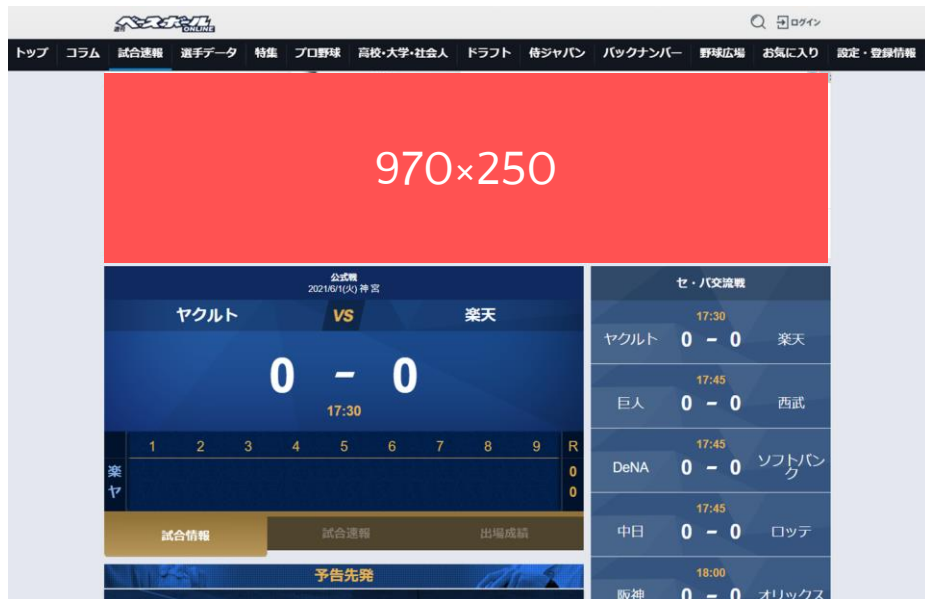 週刊ベースボール
ONLINE
ログイン
トップ コラム 試合速報 選手データ 特集 プロ野球 高校・大学・社会人 ドラフト 侍ジャパン バックナンバー 野球広場 お気に入り 設定・登録情報
970×250
公式戦
2021/6/1(火) 神宮
ヤクルト VS 楽天
0 - 0
17:30
1 2 3 4 5 6 7 8 9 R
楽 0
ヤ 0
試合情報 試合速報 出場成績
予告先発
セ・パ交流戦
17:30
ヤクルト 0 - 0 楽天
17:45
巨人 0 - 0 西武
17:45
DeNA 0 - 0 ソフトバン
ク
17:45
中日 0 - 0 ロッテ
18:00
阪神 0 - 0 オリックス